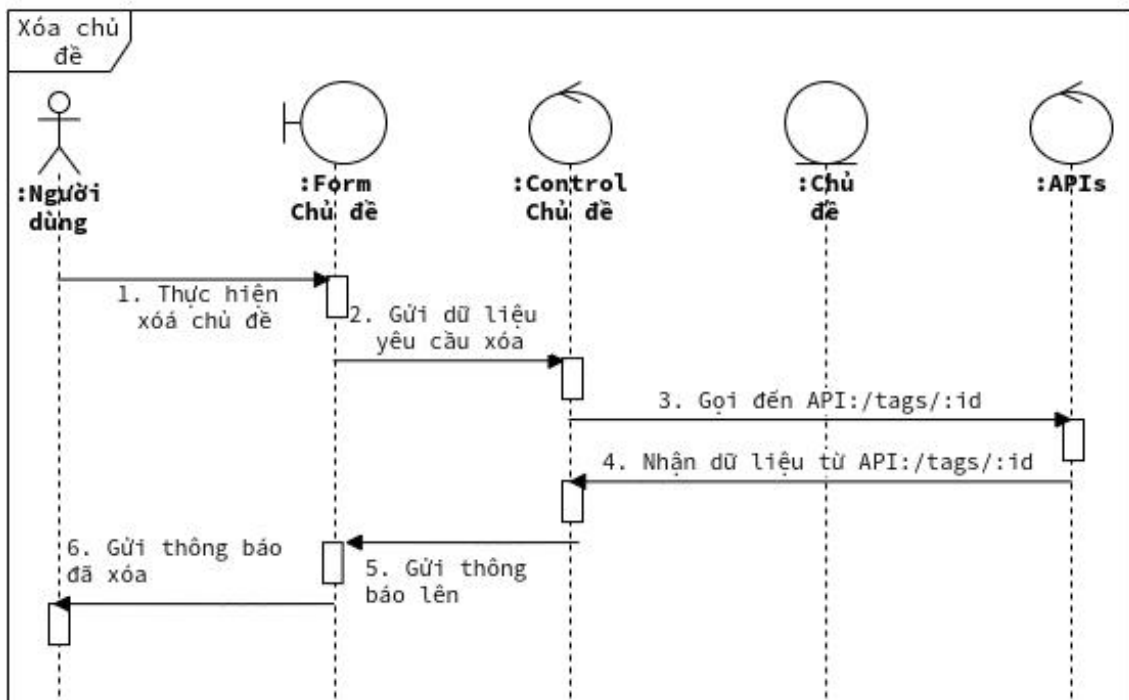 Xóa chủ
đề
:Người
dùng
:Form
Chủ đề
:Control
Chủ đề
:Chủ
đề
:APIs
1. Thực hiện
xóá chủ đề
2. Gửi dữ liệu
yêu cầu xóa
3. Gọi đến API:/tags/:id
4. Nhận dữ liệu từ API:/tags/:id
6. Gửi thông báo
đã xóa
5. Gửi thông
báo lên